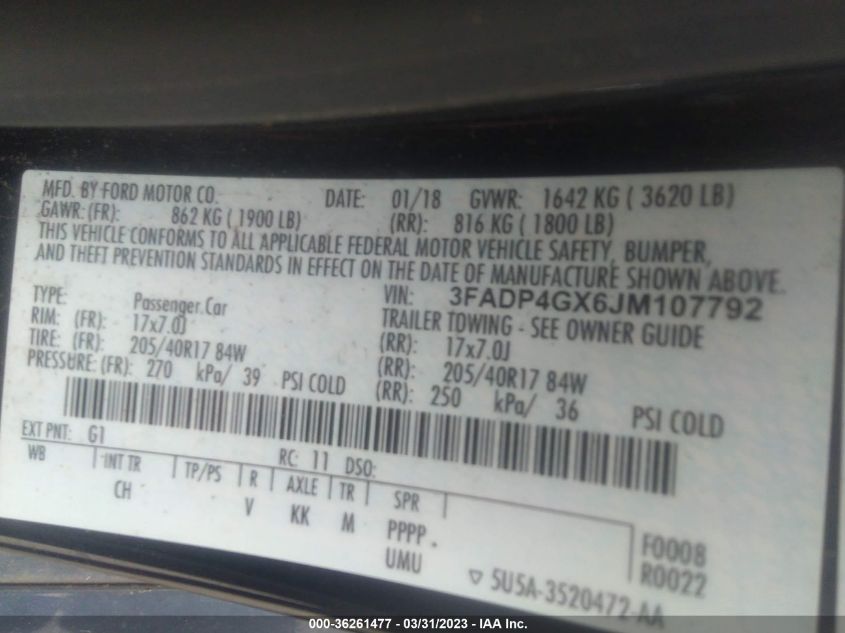 MFD. BY FORD MOTOR CO. DATE: 01/18 GVWR: 1642 KG ( 3620 LB)
GAWR: (FR): 862 KG ( 1900 LB) (RR): 816 KG ( 1800 LB)
THIS VEHICLE CONFORMS TO ALL APPLICABLE FEDERAL MOTOR VEHICLE SAFETY, BUMPER,
AND THEFT PREVENTION STANDARDS IN EFFECT ON THE DATE OF MANUFACTURE SHOWN ABOVE.
TYPE: Passenger Car VIN: 3FADP4GX6JM107792
RIM: (FR): 17x7.0J TRAILER TOWING - SEE OWNER GUIDE
(RR): 17x7.0J
TIRE: (FR): 205/40R17 84W (RR): 205/40R17 84W
PRESSURE: (FR): 270 kPa/ 39 PSI COLD (RR): 250 kPa/ 36 PSI COLD
EXT PNT: G1 RC: 11 DSO:
WB INT TR TP/PS R AXLE TR SPR
CH V KK M PPPP .
UMU
F0008
R0022
▽ 5U5A-3520472-AA
000-36261477 — 03/31/2023 — IAA Inc.